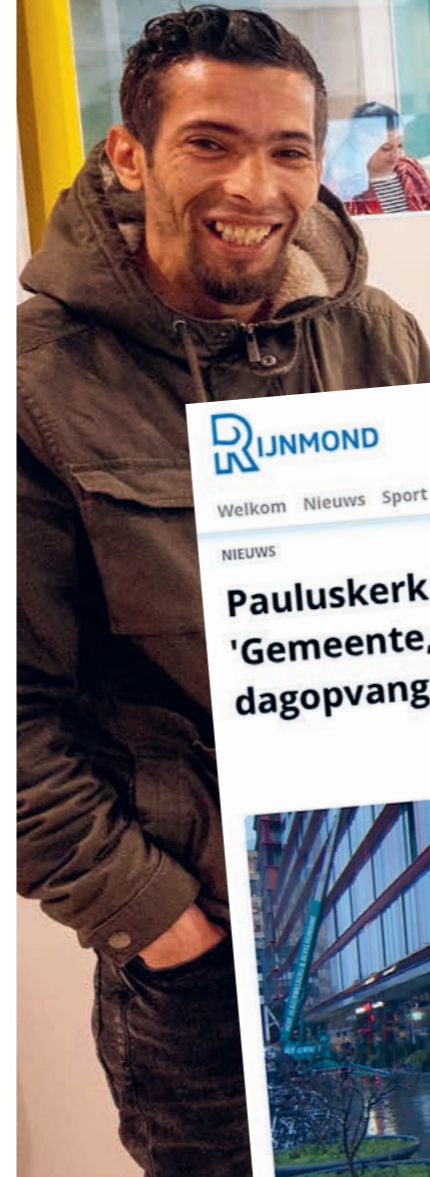 RIJNMOND
Welkom Nieuws Sport
NIEUWS
Pauluskerk
'Gemeente,
dagopvang